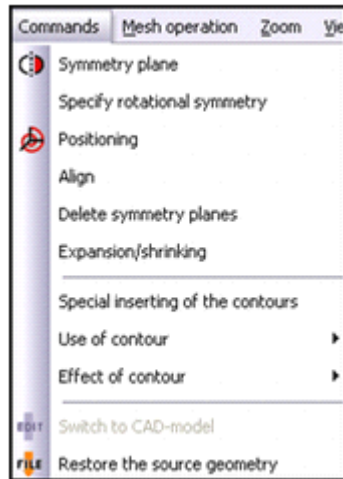 Commands Mesh operation Zoom Vie
Symmetry plane
Specify rotational symmetry
Positioning
Align
Delete symmetry planes
Expansion/shrinking
Special inserting of the contours
Use of contour
Effect of contour
EDIT Switch to CAD-model
FILE Restore the source geometry